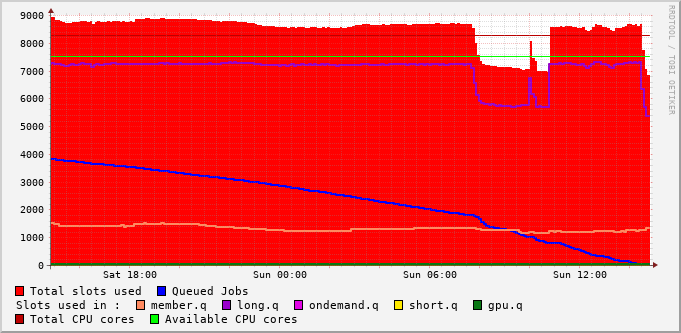 9000
8000
7000
6000
5000
4000
3000
2000
1000
0
Sat 18:00 Sun 00:00 Sun 06:00 Sun 12:00
RRDTOOL / TOBI OETIKER
Total slots used Queued Jobs
Slots used in : member.q long.q ondemand.q short.q gpu.q
Total CPU cores Available CPU cores